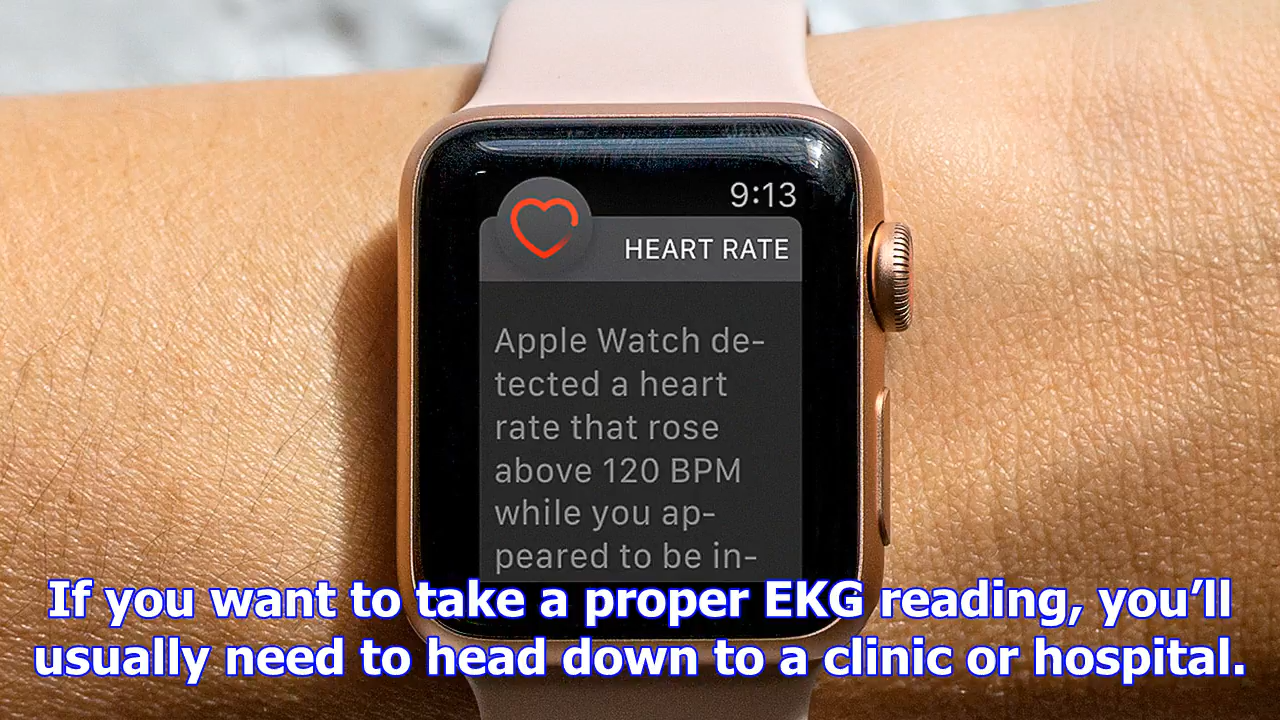 9:13
HEART RATE
Apple Watch de-
tected a heart
rate that rose
above 120 BPM
while you ap-
peared to be in-
If you want to take a proper EKG reading, you’ll
usually need to head down to a clinic or hospital.